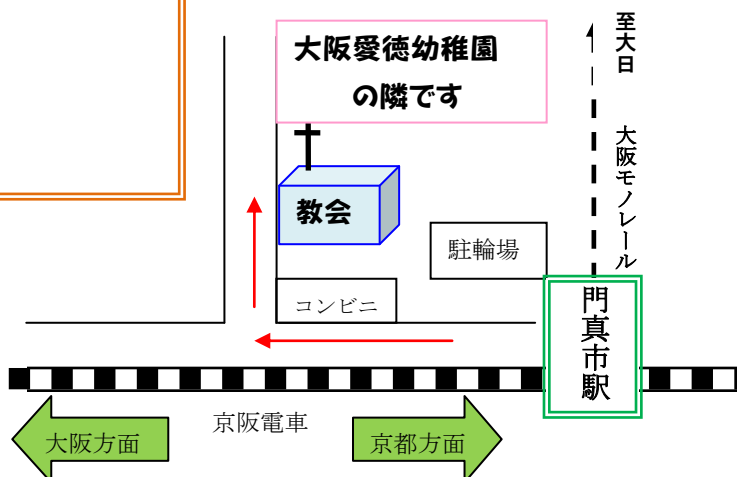 大阪愛徳幼稚園
の隣です
至大日
大阪モノレール
教会
駐輪場
コンビニ
門真市駅
京阪電車
大阪方面
京都方面